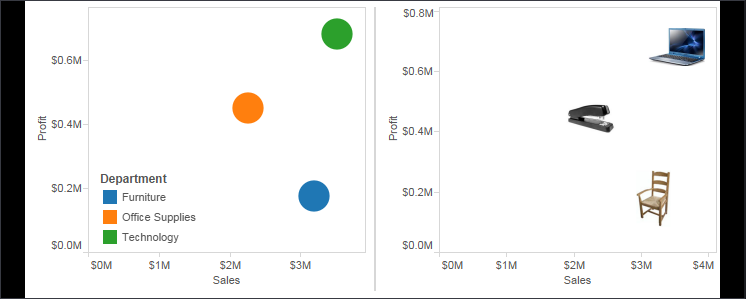 $0.6M
$0.4M
$0.2M
$0.0M
Profit
Department
Furniture
Office Supplies
Technology
$0M $1M $2M $3M
Sales
$0.8M
$0.6M
$0.4M
$0.2M
$0.0M
Profit
$0M $1M $2M $3M $4M
Sales